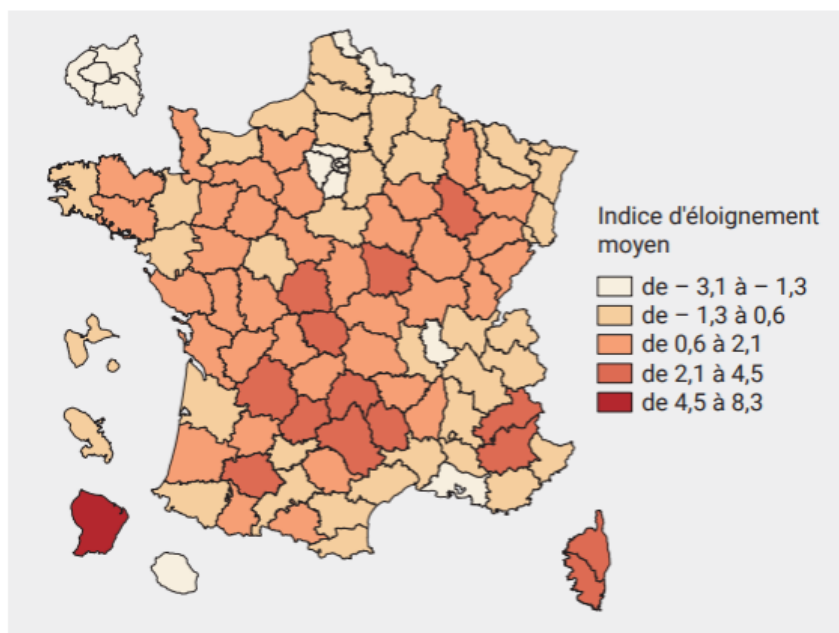 Indice d'éloignement
moyen
de – 3,1 à – 1,3
de – 1,3 à 0,6
de 0,6 à 2,1
de 2,1 à 4,5
de 4,5 à 8,3